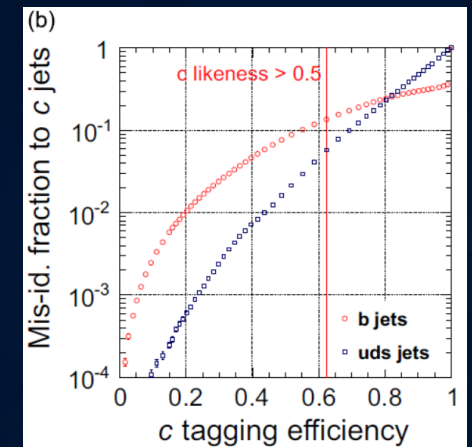 (b)
Mis-id. fraction to c jets
1
10⁻¹
10⁻²
10⁻³
10⁻⁴
c likeness > 0.5
b jets
uds jets
0 0.2 0.4 0.6 0.8 1
c tagging efficiency